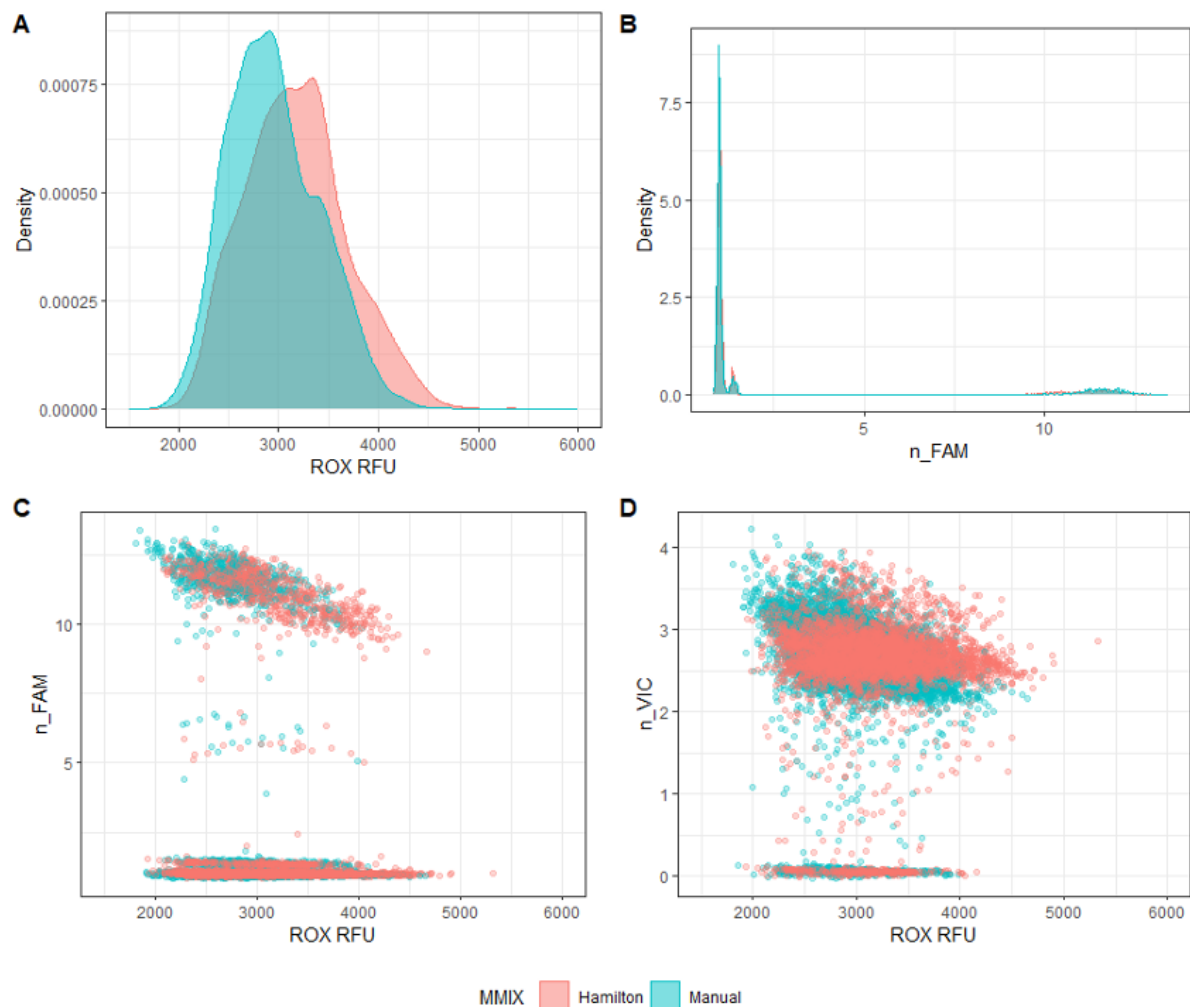 A
B
Density
0.00075
0.00050
0.00025
0.00000
2000 3000 4000 5000 6000
ROX RFU
Density
7.5
5.0
2.5
0.0
5 10
n_FAM
C
D
n_FAM
10
5
2000 3000 4000 5000 6000
ROX RFU
n_VIC
4
3
2
1
0
2000 3000 4000 5000 6000
ROX RFU
MMIX Hamilton Manual